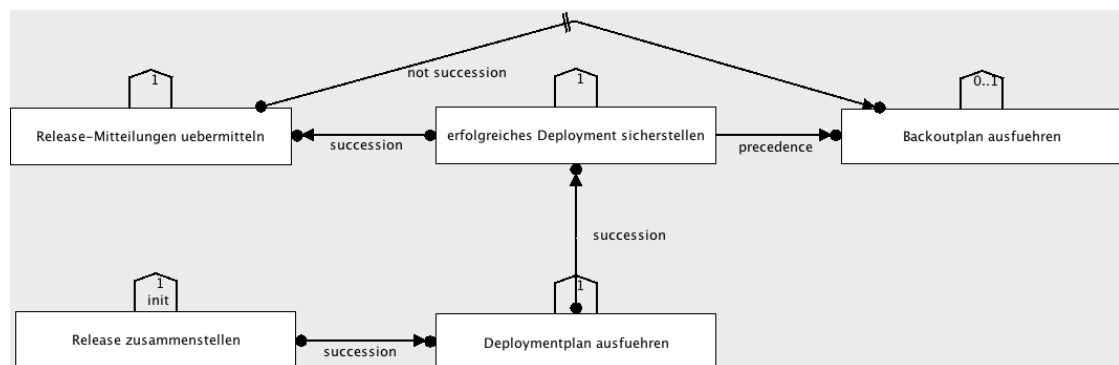 not succession
1
1
0..1
Release-Mitteilungen uebermitteln
erfolgreiches Deployment sicherstellen
Backoutplan ausfuehren
succession
precedence
succession
1
init
1
Release zusammenstellen
Deploymentplan ausfuehren
succession